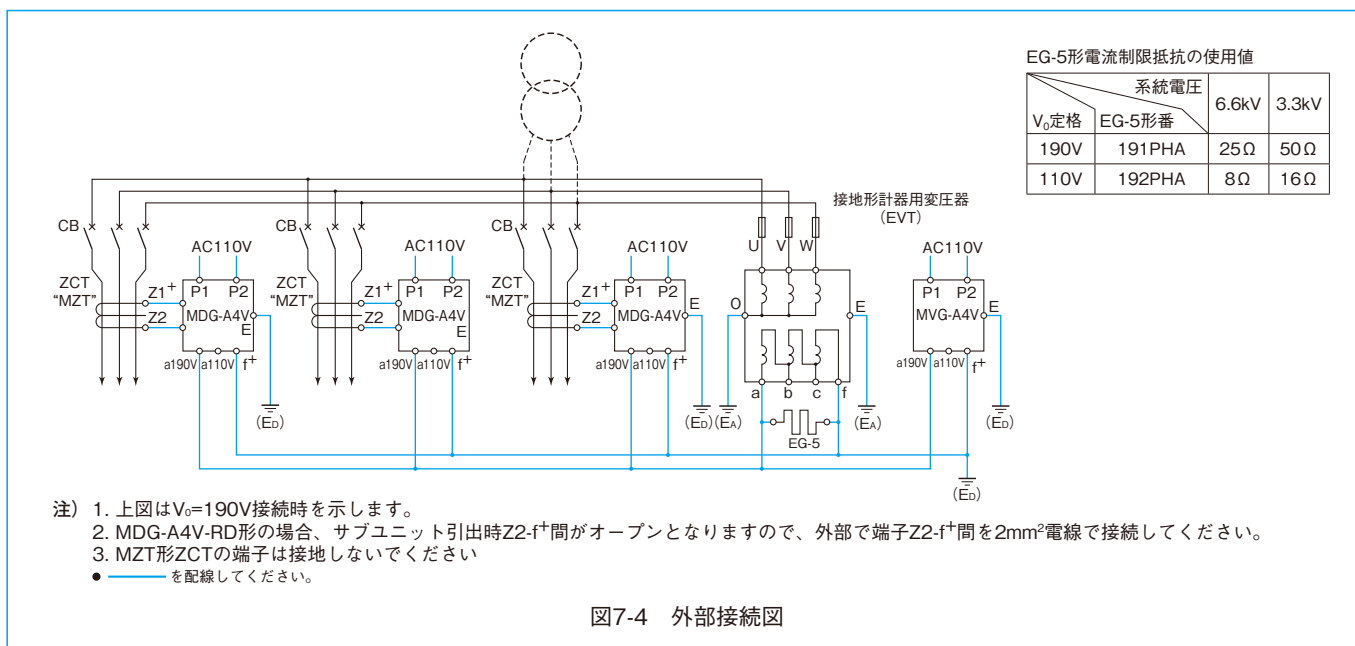 EG-5形電流制限抵抗の使用値
系統電圧
V₀定格 EG-5形番 6.6kV 3.3kV
190V 191PHA 25Ω 50Ω
110V 192PHA 8Ω 16Ω
接地形計器用変圧器
(EVT)
CB CB CB U V W
AC110V AC110V AC110V AC110V
ZCT "MZT" Z1+ Z2 P1 P2 MDG-A4V E
a190V a110V f+
(ED)
ZCT "MZT" Z1+ Z2 P1 P2 MDG-A4V E
a190V a110V f+
ZCT "MZT" Z1+ Z2 P1 P2 MDG-A4V E
a190V a110V f+
(ED)
O E
a b c f
(EA) (EA)
EG-5
P1 P2 MVG-A4V E
a190V a110V f+
(ED)
(ED)
注) 1. 上図はV₀=190V接続時を示します。
2. MDG-A4V-RD形の場合、サブユニット引出時Z2-f⁺間がオープンとなりますので、外部で端子Z2-f⁺間を2mm²電線で接続してください。
3. MZT形ZCTの端子は接地しないでください
● を配線してください。
図7-4 外部接続図